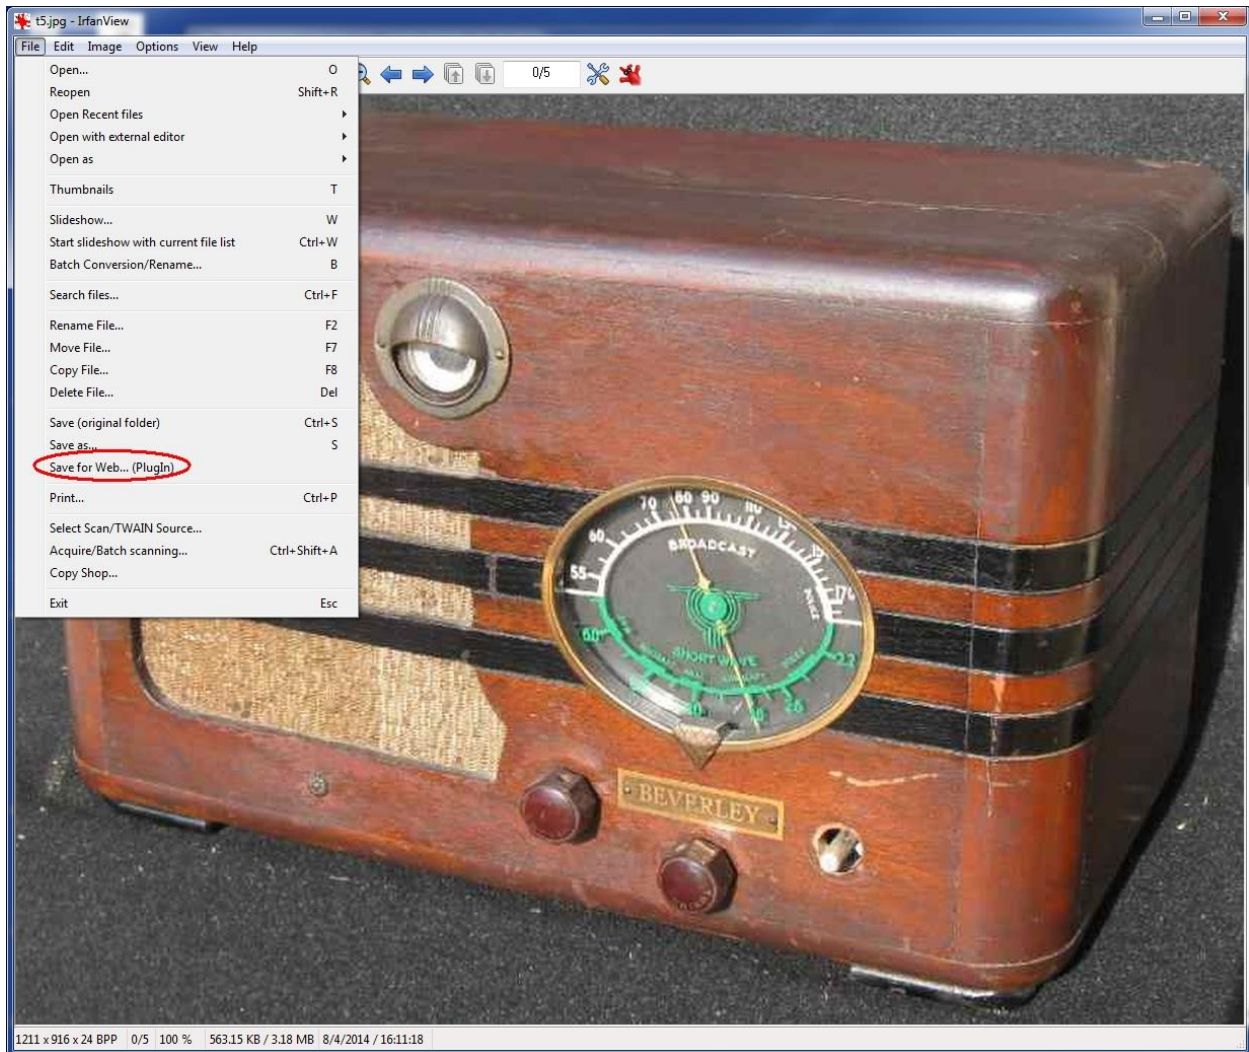 t5.jpg - IrfanView
File Edit Image Options View Help
0/5
Open... O
Reopen Shift+R
Open Recent files
Open with external editor
Open as
Thumbnails T
Slideshow... W
Start slideshow with current file list Ctrl+W
Batch Conversion/Rename... B
Search files... Ctrl+F
Rename File... F2
Move File... F7
Copy File... F8
Delete File... Del
Save (original folder) Ctrl+S
Save as... S
Save for Web... (PlugIn)
Print... Ctrl+P
Select Scan/TWAIN Source...
Acquire/Batch scanning... Ctrl+Shift+A
Copy Shop...
Exit Esc
55 60 70 80 90 110
BROADCAST
POLICE
SHORT WAVE
60 22
26
BEVERLEY
1211 x 916 x 24 BPP 0/5 100 % 563.15 KB / 3.18 MB 8/4/2014 / 16:11:18